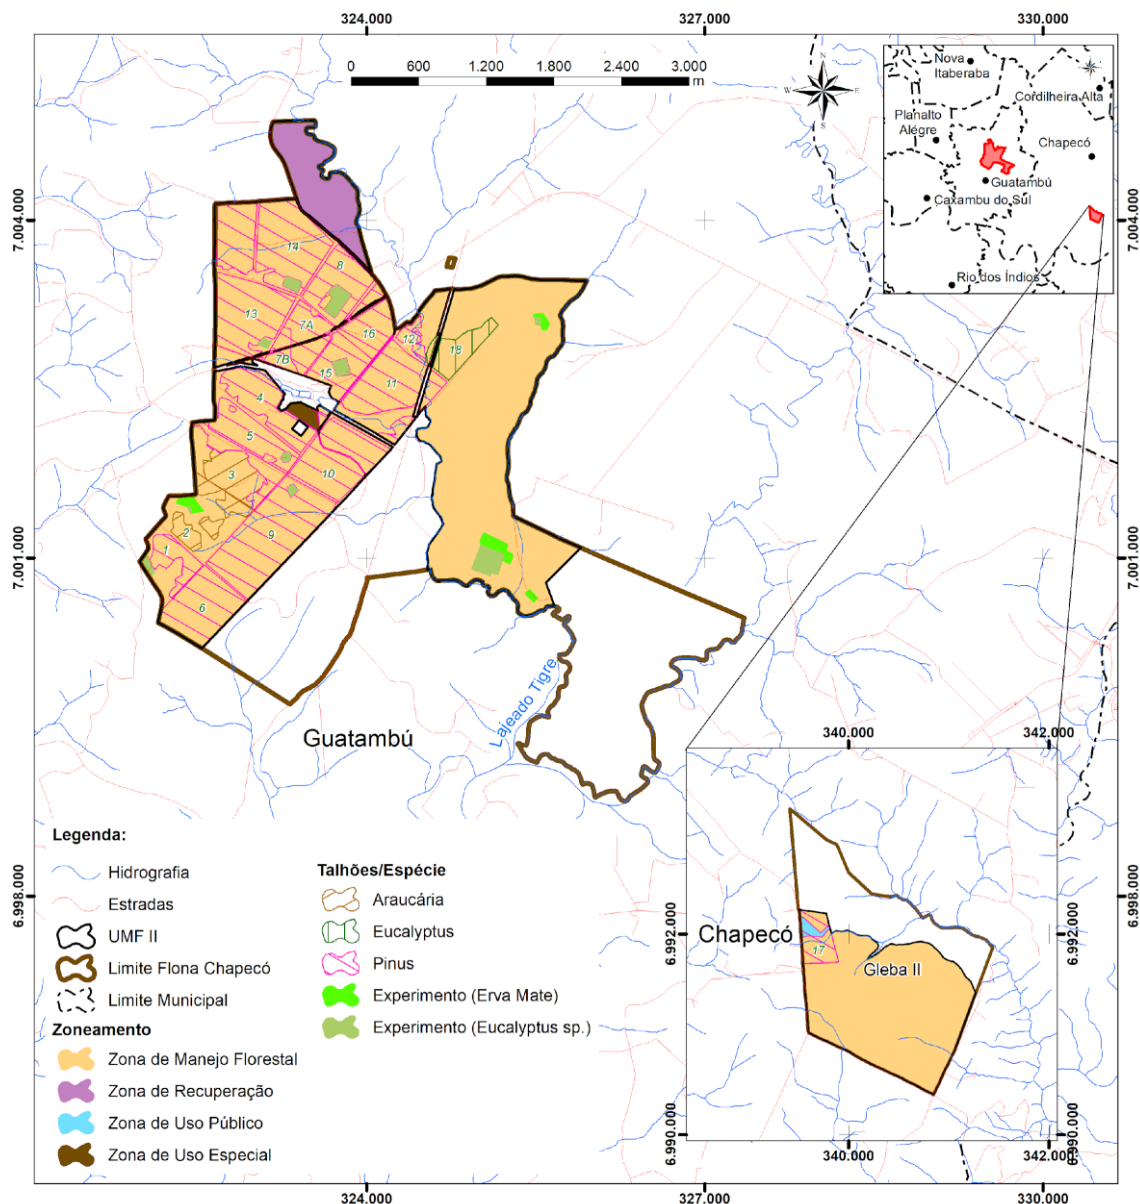 324.000
327.000
330.000
0 600 1.200 1.800 2.400 3.000
m
N
W E
S
Nova
Itaberaba
Cordilheira Alta
Planalto
Alegre
Chapecó
Guatambú
Caxambu do Sul
Rio dos Índios
7.004.000
7.004.000
14
8
13
7A
16
12
18
7B
15
11
4
5
10
3
2
9
1
6
7.001.000
7.001.000
Lajeado Tigre
Guatambú
340.000
342.000
Legenda:
Hidrografia
Estradas
UMF II
Limite Flona Chapecó
Limite Municipal
Zoneamento
Zona de Manejo Florestal
Zona de Recuperação
Zona de Uso Público
Zona de Uso Especial
Talhões/Espécie
Araucária
Eucalyptus
Pinus
Experimento (Erva Mate)
Experimento (Eucalyptus sp.)
6.998.000
6.998.000
Chapecó
17
Gleba II
6.992.000
6.992.000
6.990.000
6.990.000
340.000
342.000
324.000
327.000
330.000